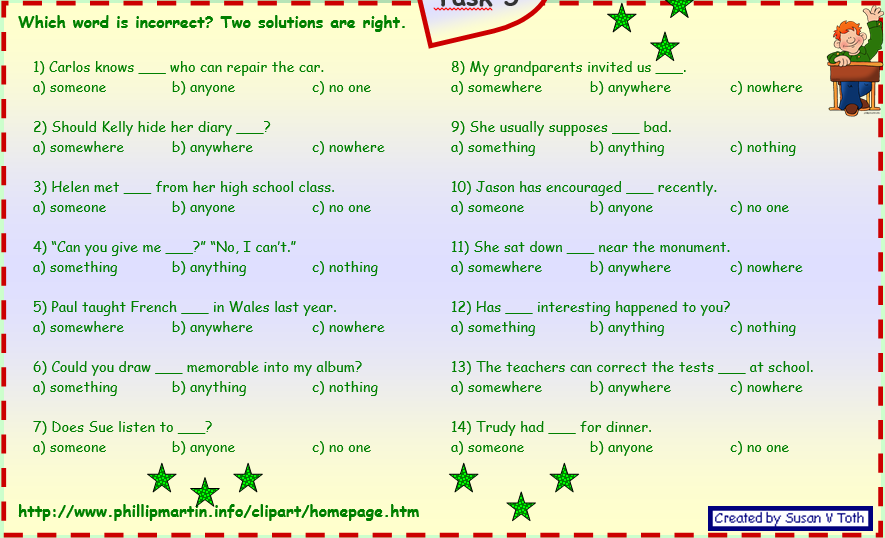 Task 5
Which word is incorrect? Two solutions are right.
1) Carlos knows ___ who can repair the car.
a) someone b) anyone c) no one
2) Should Kelly hide her diary ___?
a) somewhere b) anywhere c) nowhere
3) Helen met ___ from her high school class.
a) someone b) anyone c) no one
4) “Can you give me ___?” “No, I can’t.”
a) something b) anything c) nothing
5) Paul taught French ___ in Wales last year.
a) somewhere b) anywhere c) nowhere
6) Could you draw ___ memorable into my album?
a) something b) anything c) nothing
7) Does Sue listen to ___?
a) someone b) anyone c) no one
8) My grandparents invited us ___.
a) somewhere b) anywhere c) nowhere
9) She usually supposes ___ bad.
a) something b) anything c) nothing
10) Jason has encouraged ___ recently.
a) someone b) anyone c) no one
11) She sat down ___ near the monument.
a) somewhere b) anywhere c) nowhere
12) Has ___ interesting happened to you?
a) something b) anything c) nothing
13) The teachers can correct the tests ___ at school.
a) somewhere b) anywhere c) nowhere
14) Trudy had ___ for dinner.
a) someone b) anyone c) no one
http://www.phillipmartin.info/clipart/homepage.htm
Created by Susan V Toth